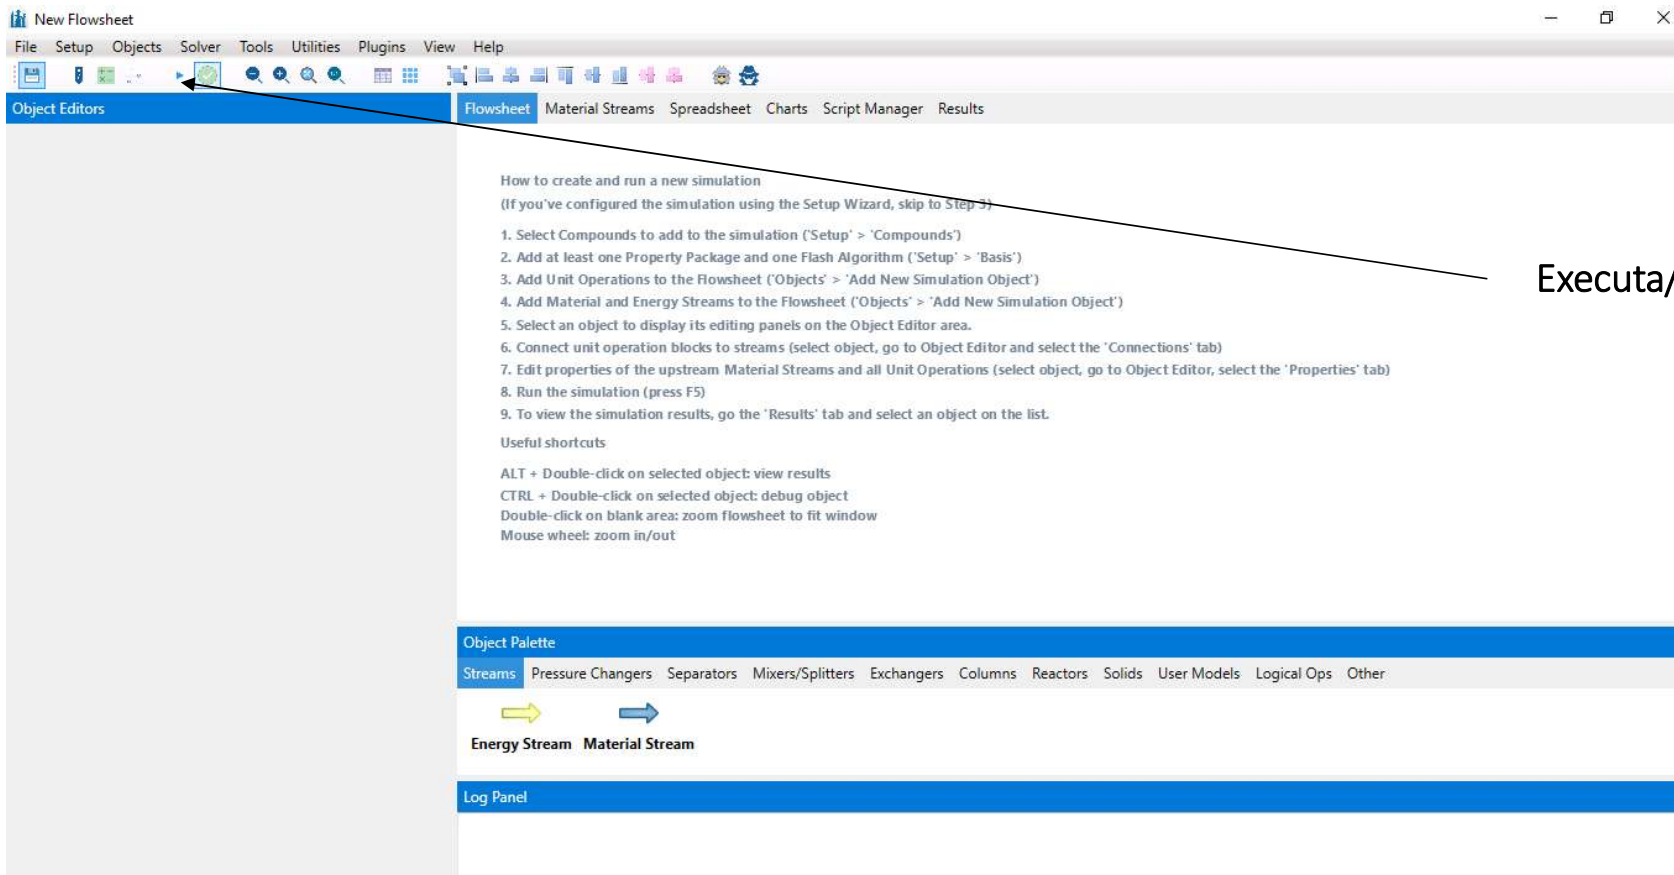 New Flowsheet
File Setup Objects Solver Tools Utilities Plugins View Help
Object Editors
Flowsheet Material Streams Spreadsheet Charts Script Manager Results
How to create and run a new simulation
(If you've configured the simulation using the Setup Wizard, skip to Step 3)
1. Select Compounds to add to the simulation ('Setup' > 'Compounds')
2. Add at least one Property Package and one Flash Algorithm ('Setup' > 'Basis')
3. Add Unit Operations to the Flowsheet ('Objects' > 'Add New Simulation Object')
4. Add Material and Energy Streams to the Flowsheet ('Objects' > 'Add New Simulation Object')
5. Select an object to display its editing panels on the Object Editor area.
6. Connect unit operation blocks to streams (select object, go to Object Editor and select the 'Connections' tab)
7. Edit properties of the upstream Material Streams and all Unit Operations (select object, go to Object Editor, select the 'Properties' tab)
8. Run the simulation (press F5)
9. To view the simulation results, go the 'Results' tab and select an object on the list.
Useful shortcuts
ALT + Double-click on selected object: view results
CTRL + Double-click on selected object: debug object
Double-click on blank area: zoom flowsheet to fit window
Mouse wheel: zoom in/out
Executa/
Object Palette
Streams Pressure Changers Separators Mixers/Splitters Exchangers Columns Reactors Solids User Models Logical Ops Other
Energy Stream Material Stream
Log Panel